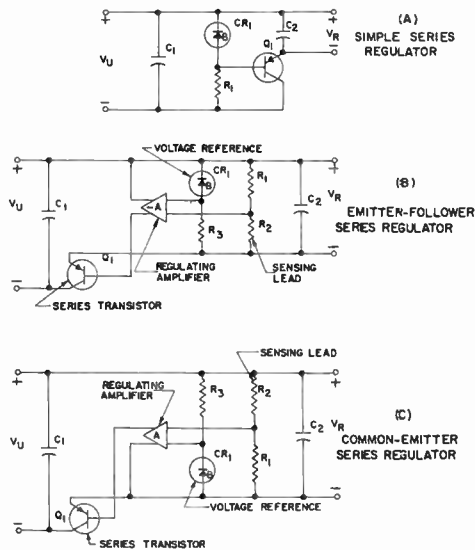 (A)
SIMPLE SERIES
REGULATOR
+ +
CR1
C1
C2
B
Q1
VU
VR
R1
− −
VOLTAGE REFERENCE
+ +
CR1
B
R1
(B)
EMITTER-FOLLOWER
SERIES REGULATOR
VU
C1
-A
C2
VR
R3
R2
Q1
REGULATING
AMPLIFIER
SENSING
LEAD
− −
SERIES TRANSISTOR
SENSING LEAD
+ +
REGULATING
AMPLIFIER
R3
R2
(C)
COMMON-EMITTER
SERIES REGULATOR
VU
C1
A
C2
VR
CR1
B
R1
− −
Q1
VOLTAGE REFERENCE
SERIES TRANSISTOR